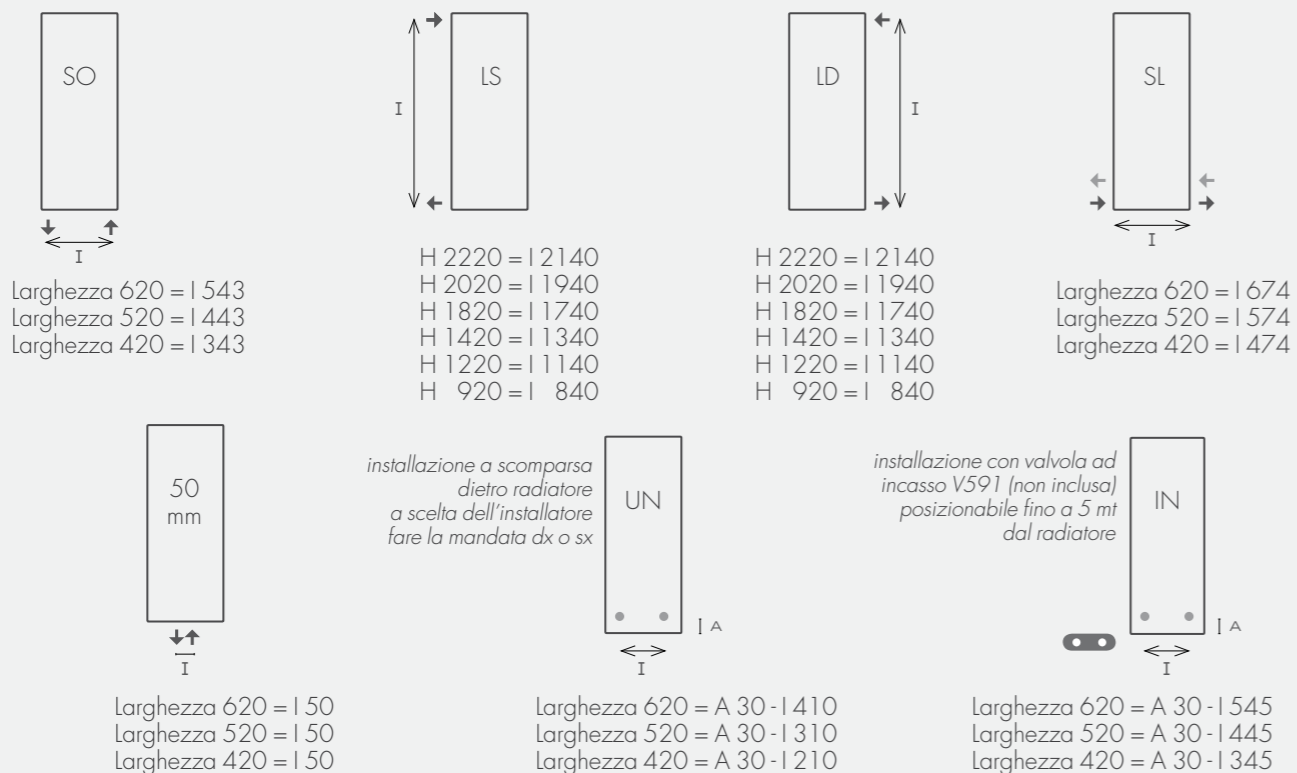 SO
I
Larghezza 620 = I 543
Larghezza 520 = I 443
Larghezza 420 = I 343
LS
I
H 2220 = I 2140
H 2020 = I 1940
H 1820 = I 1740
H 1420 = I 1340
H 1220 = I 1140
H 920 = I 840
LD
I
H 2220 = I 2140
H 2020 = I 1940
H 1820 = I 1740
H 1420 = I 1340
H 1220 = I 1140
H 920 = I 840
SL
I
Larghezza 620 = I 674
Larghezza 520 = I 574
Larghezza 420 = I 474
50
mm
I
Larghezza 620 = I 50
Larghezza 520 = I 50
Larghezza 420 = I 50
installazione a scomparsa
dietro radiatore
a scelta dell'installatore
fare la mandata dx o sx
UN
A
I
Larghezza 620 = A 30 - I 410
Larghezza 520 = A 30 - I 310
Larghezza 420 = A 30 - I 210
installazione con valvola ad
incasso V591 (non inclusa)
posizionabile fino a 5 mt
dal radiatore
IN
A
I
Larghezza 620 = A 30 - I 545
Larghezza 520 = A 30 - I 445
Larghezza 420 = A 30 - I 345